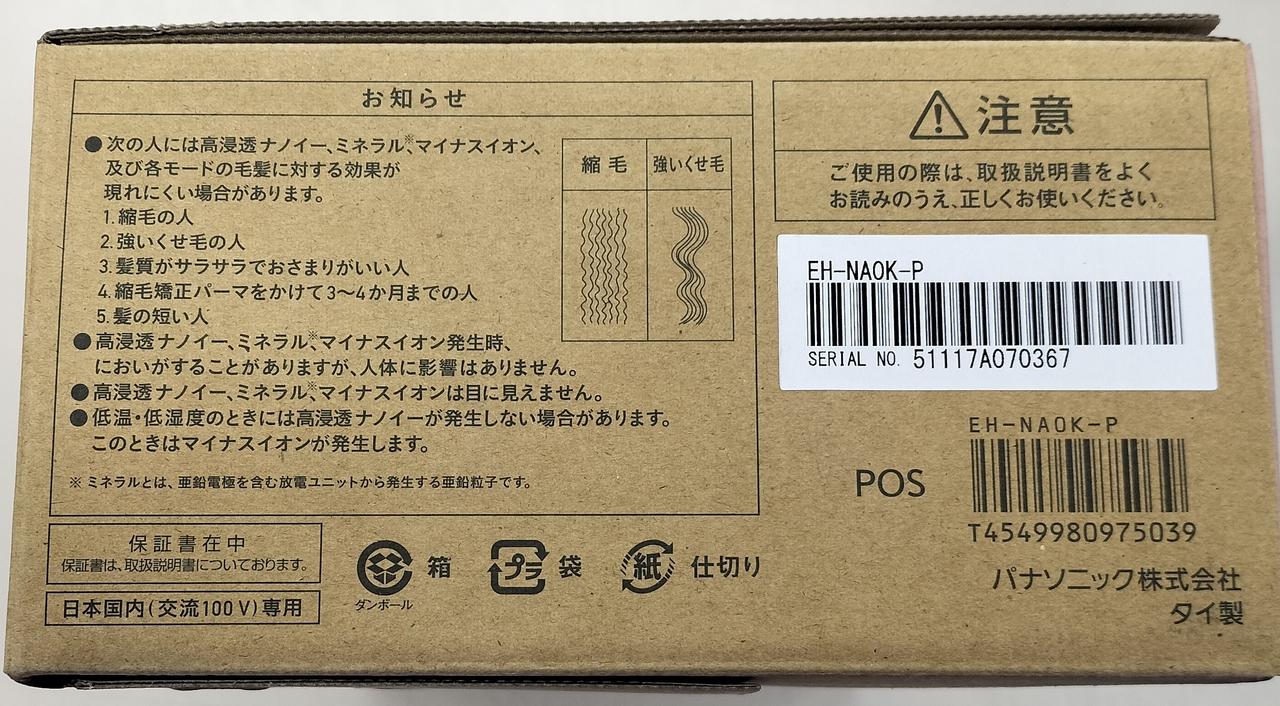 お知らせ
●次の人には高浸透ナノイー、ミネラル※、マイナスイオン、
及び各モードの毛髪に対する効果が
現れにくい場合があります。
1.縮毛の人
2.強いくせ毛の人
3.髪質がサラサラでおさまりがいい人
4.縮毛矯正パーマをかけて3〜4か月までの人
5.髪の短い人
縮毛 強いくせ毛
●高浸透ナノイー、ミネラル※、マイナスイオン発生時、
においがすることがありますが、人体に影響はありません。
●高浸透ナノイー、ミネラル※、マイナスイオンは目に見えません。
●低温・低湿度のときには高浸透ナノイーが発生しない場合があります。
このときはマイナスイオンが発生します。
※ ミネラルとは、亜鉛電極を含む放電ユニットから発生する亜鉛粒子です。
保証書在中
保証書は、取扱説明書についております。
日本国内(交流100V)専用
箱
ダンボール
プラ 袋
紙 仕切り
注意
ご使用の際は、取扱説明書をよく
お読みのうえ、正しくお使いください。
EH-NA0K-P
SERIAL NO. 51117A070367
EH-NA0K-P
POS
T4549980975039
パナソニック株式会社
タイ製